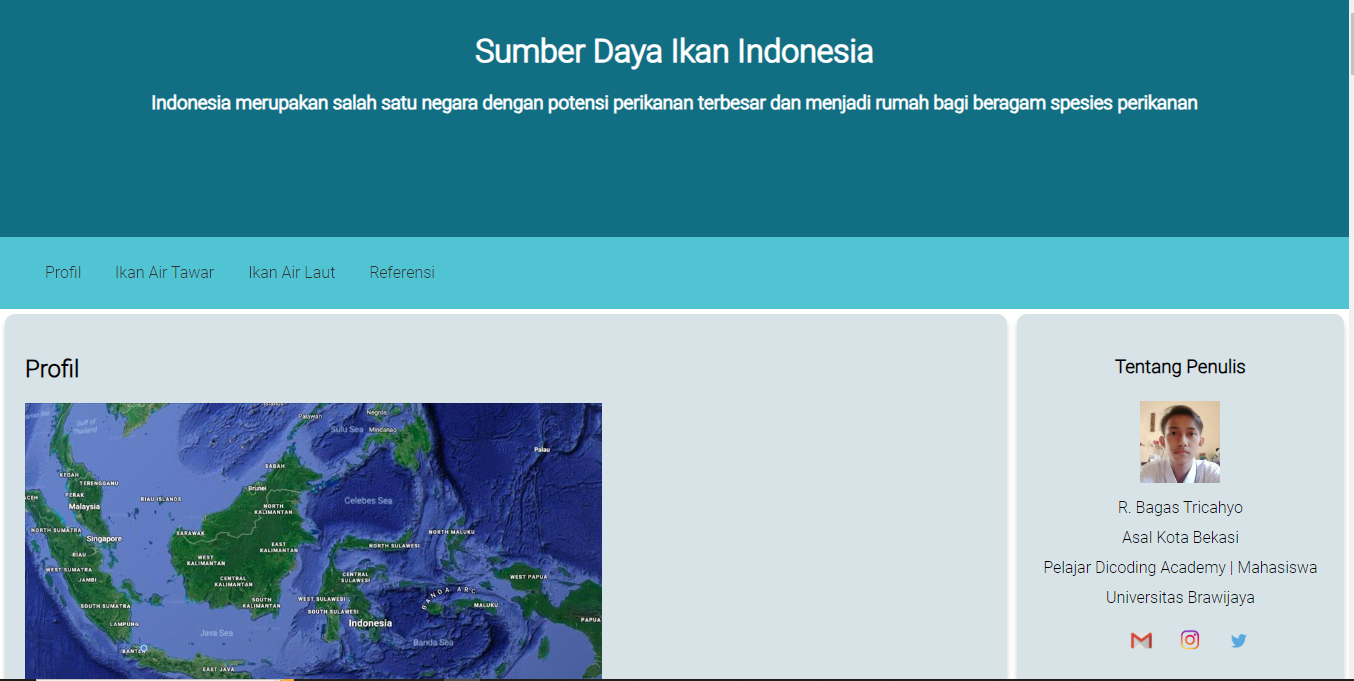 Sumber Daya Ikan Indonesia
Indonesia merupakan salah satu negara dengan potensi perikanan terbesar dan menjadi rumah bagi beragam spesies perikanan
Profil
Ikan Air Tawar
Ikan Air Laut
Referensi
Profil
Gulf of
Thailand
Palawan
Negros
Sulu Sea
Mindanao
Palau
SABAH
Brunei
KEDAH
TERENGGANU
PERAK
Malaysia
RIAU ISLANDS
Celebes Sea
NORTH
KALIMANTAN
NORTH SUMATRA
Singapore
SARAWAK
NORTH MALUKU
RIAU
EAST
KALIMANTAN
NORTH SULAWESI
WEST SUMATRA
WEST
KALIMANTAN
JAMBI
CENTRAL
KALIMANTAN
CENTRAL
SULAWESI
WEST PAPUA
BANDA ARC
SOUTH SUMATRA
SOUTH
KALIMANTAN
WEST SULAWESI
SOUTH SULAWESI
MALUKU
LAMPUNG
Indonesia
PAPUA
Java Sea
Banda Sea
BANTEN
EAST JAVA
Tentang Penulis
R. Bagas Tricahyo
Asal Kota Bekasi
Pelajar Dicoding Academy | Mahasiswa
Universitas Brawijaya